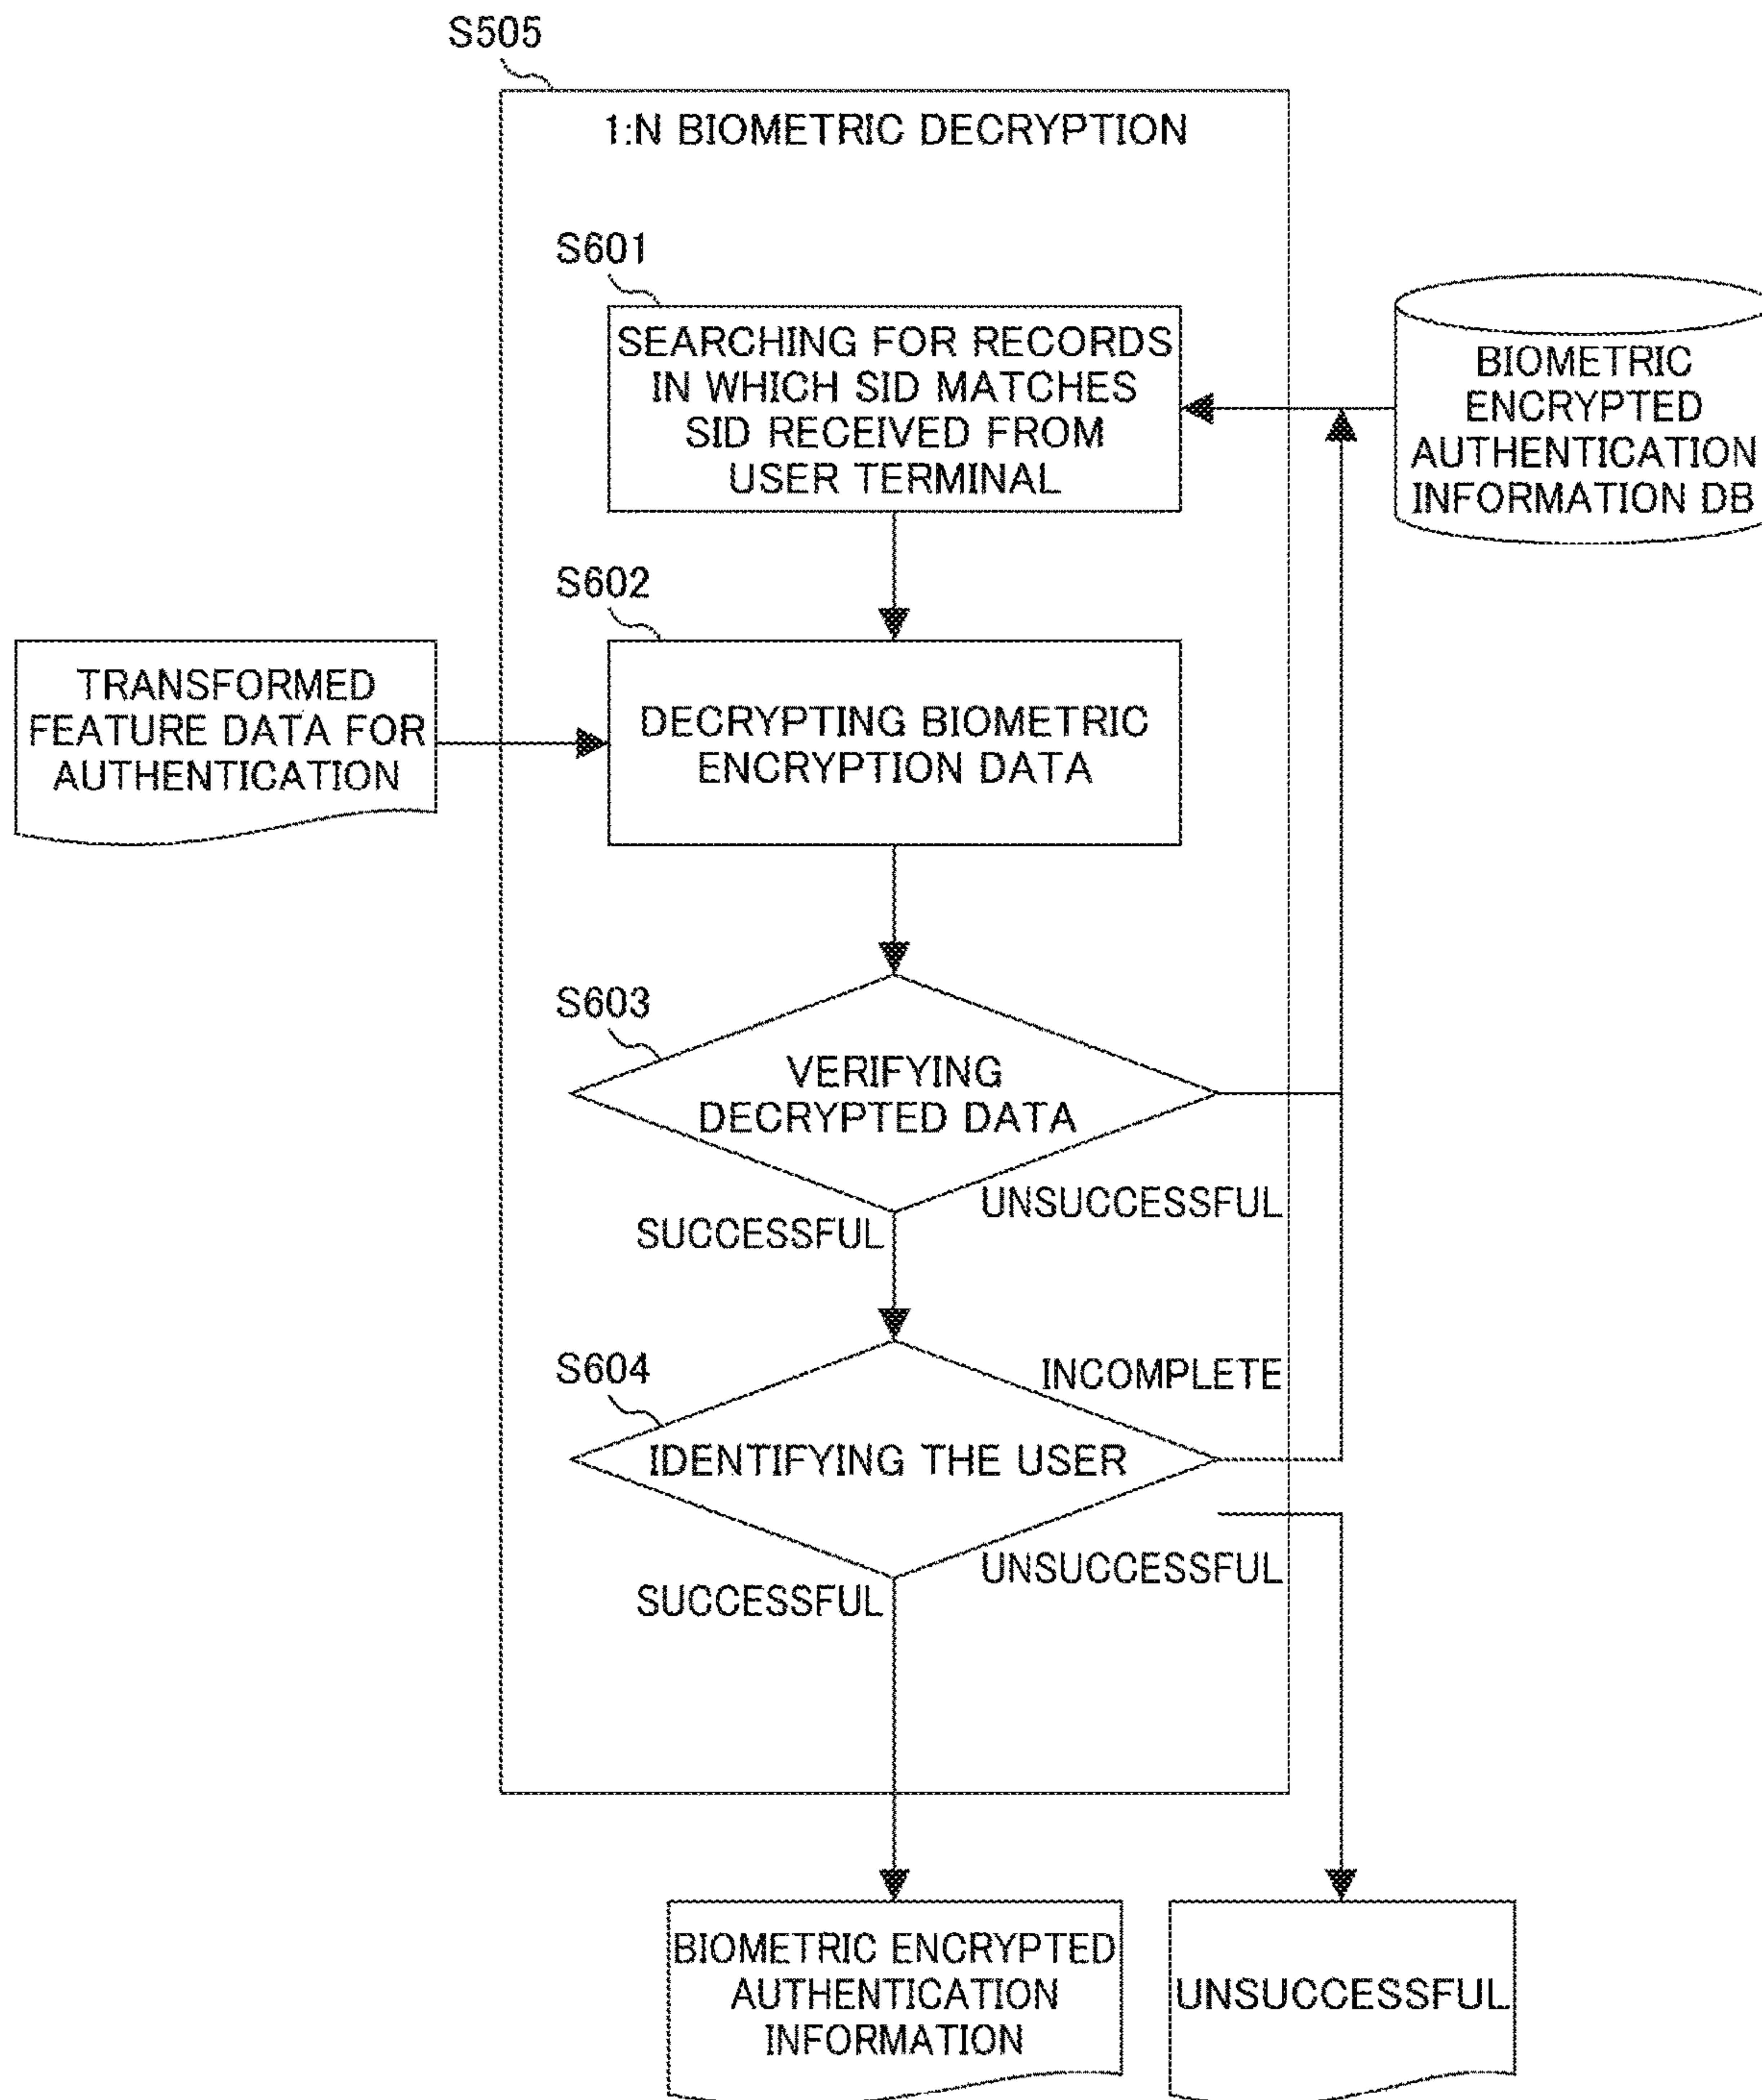 S505
1:N BIOMETRIC DECRYPTION
S601
SEARCHING FOR RECORDS
IN WHICH SID MATCHES
SID RECEIVED FROM
USER TERMINAL
BIOMETRIC
ENCRYPTED
AUTHENTICATION
INFORMATION DB
S602
TRANSFORMED
FEATURE DATA FOR
AUTHENTICATION
DECRYPTING BIOMETRIC
ENCRYPTION DATA
S603
VERIFYING
DECRYPTED DATA
UNSUCCESSFUL
SUCCESSFUL
S604
INCOMPLETE
IDENTIFYING THE USER
UNSUCCESSFUL
SUCCESSFUL
BIOMETRIC ENCRYPTED
AUTHENTICATION
INFORMATION
UNSUCCESSFUL